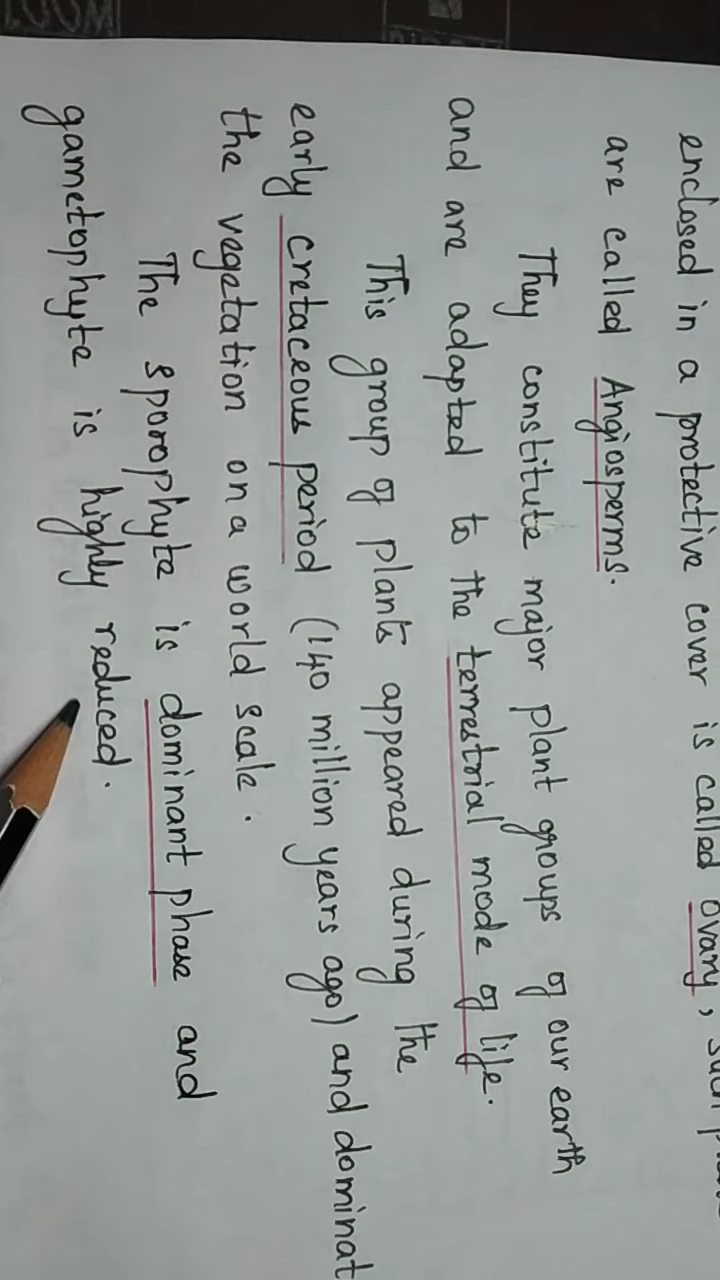 enclosed in a protective cover is called ovary, such
are called Angiosperms.
They constitute major plant groups of our earth
and are adapted to the terrestrial mode of life.
This group of plants appeared during the
early cretaceous period (140 million years ago) and dominat
the vegetation on a world scale.
The sporophyte is dominant phase and
gametophyte is highly reduced.